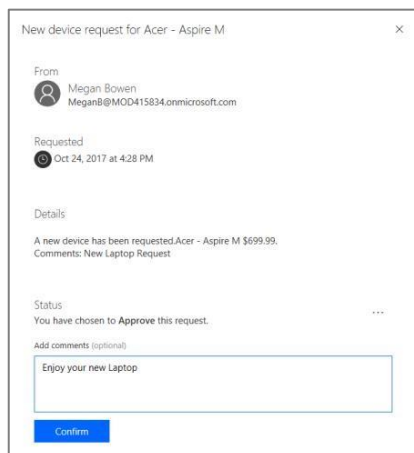 New device request for Acer - Aspire M
From
Megan Bowen
MeganB@MOD415834.onmicrosoft.com
Requested
Oct 24, 2017 at 4:28 PM
Details
A new device has been requested.Acer - Aspire M $699.99.
Comments: New Laptop Request
Status
You have chosen to Approve this request.
Add comments (optional)
Enjoy your new Laptop
Confirm